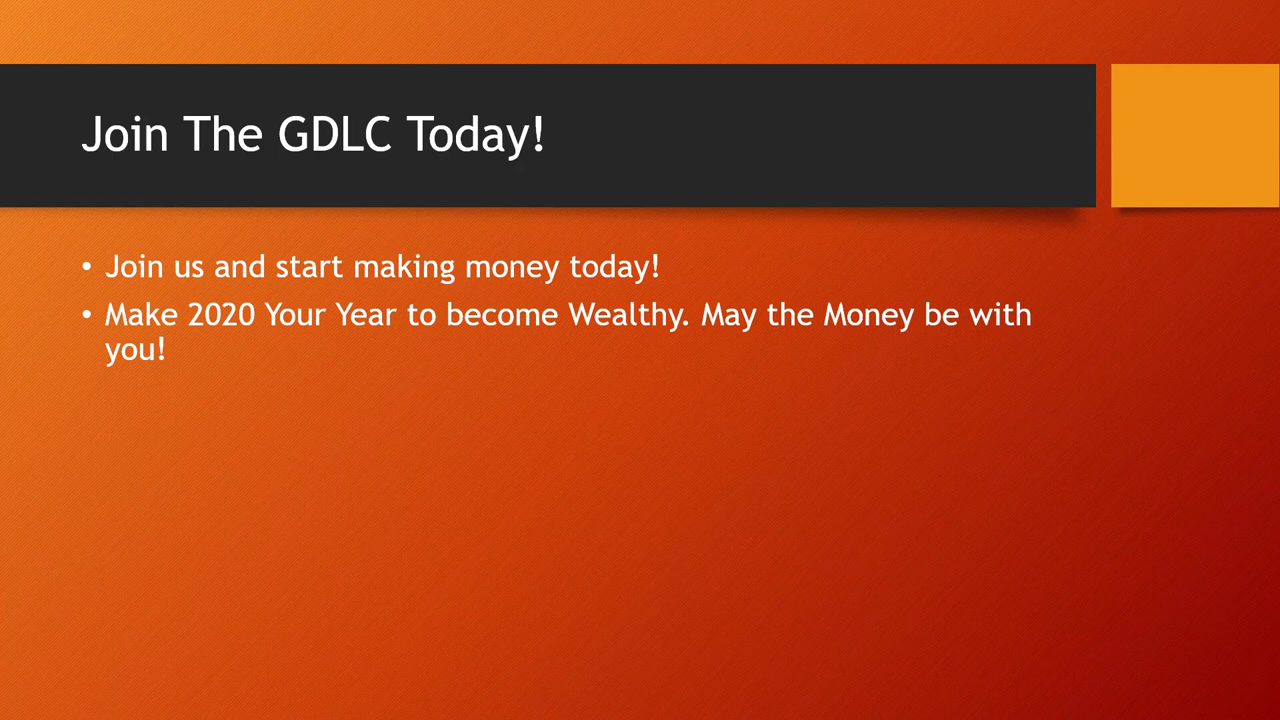 Join The GDLC Today!
• Join us and start making money today!
• Make 2020 Your Year to become Wealthy. May the Money be with
you!